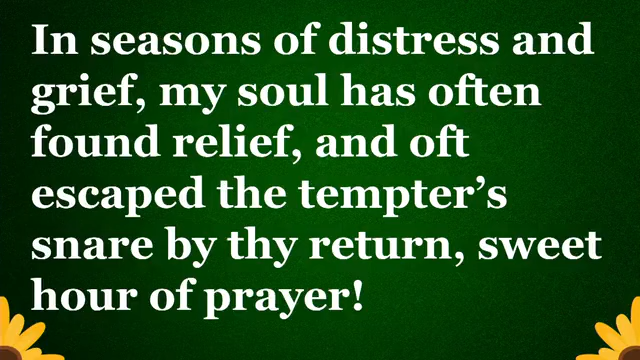 In seasons of distress and
grief, my soul has often
found relief, and oft
escaped the tempter’s
snare by thy return, sweet
hour of prayer!